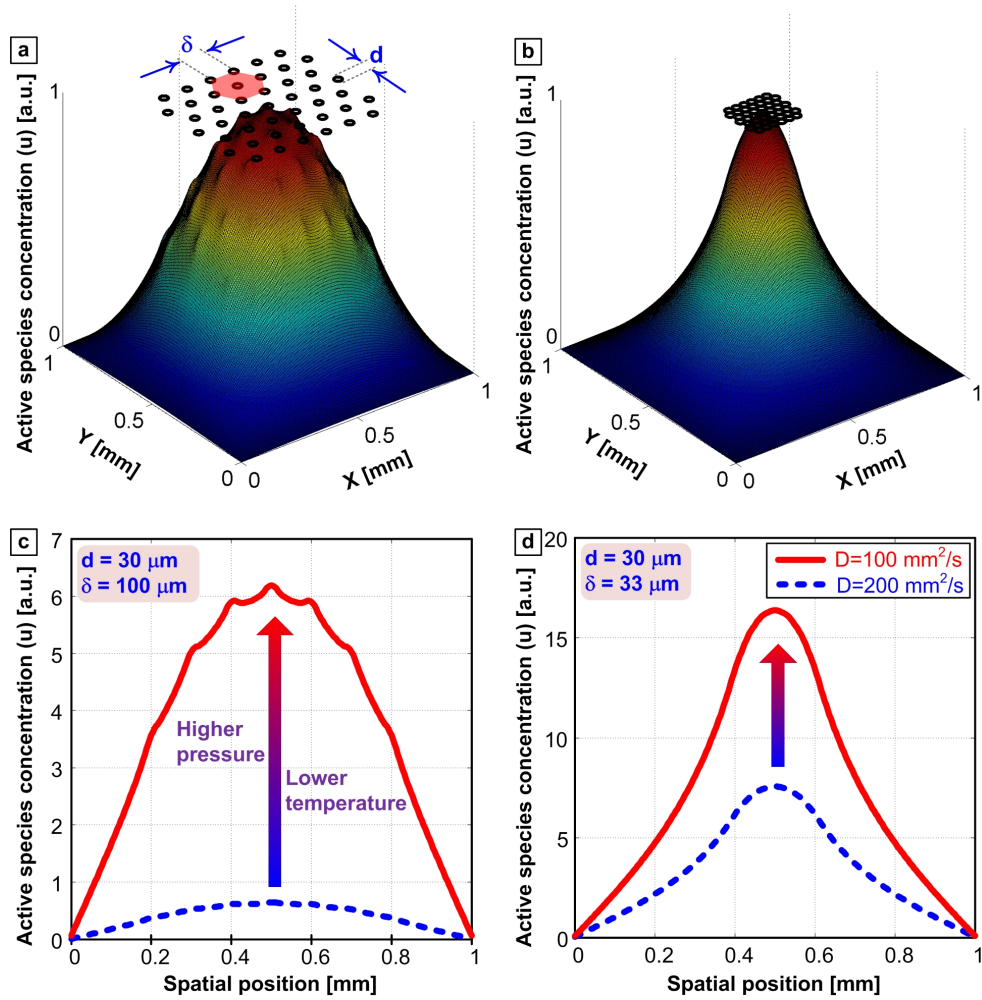 a
δ
d
Active species concentration (u) [a.u.]
1
0
1
0.5
0
Y [mm]
0
0.5
1
X [mm]
b
Active species concentration (u) [a.u.]
1
0
1
0.5
0
Y [mm]
0
0.5
1
X [mm]
c
d = 30 μm
δ = 100 μm
Higher
pressure
Lower
temperature
Active species concentration (u) [a.u.]
7
6
5
4
3
2
1
0
0
0.2
0.4
0.6
0.8
1
Spatial position [mm]
d
d = 30 μm
δ = 33 μm
D=100 mm²/s
D=200 mm²/s
Active species concentration (u) [a.u.]
20
15
10
5
0
0
0.2
0.4
0.6
0.8
1
Spatial position [mm]